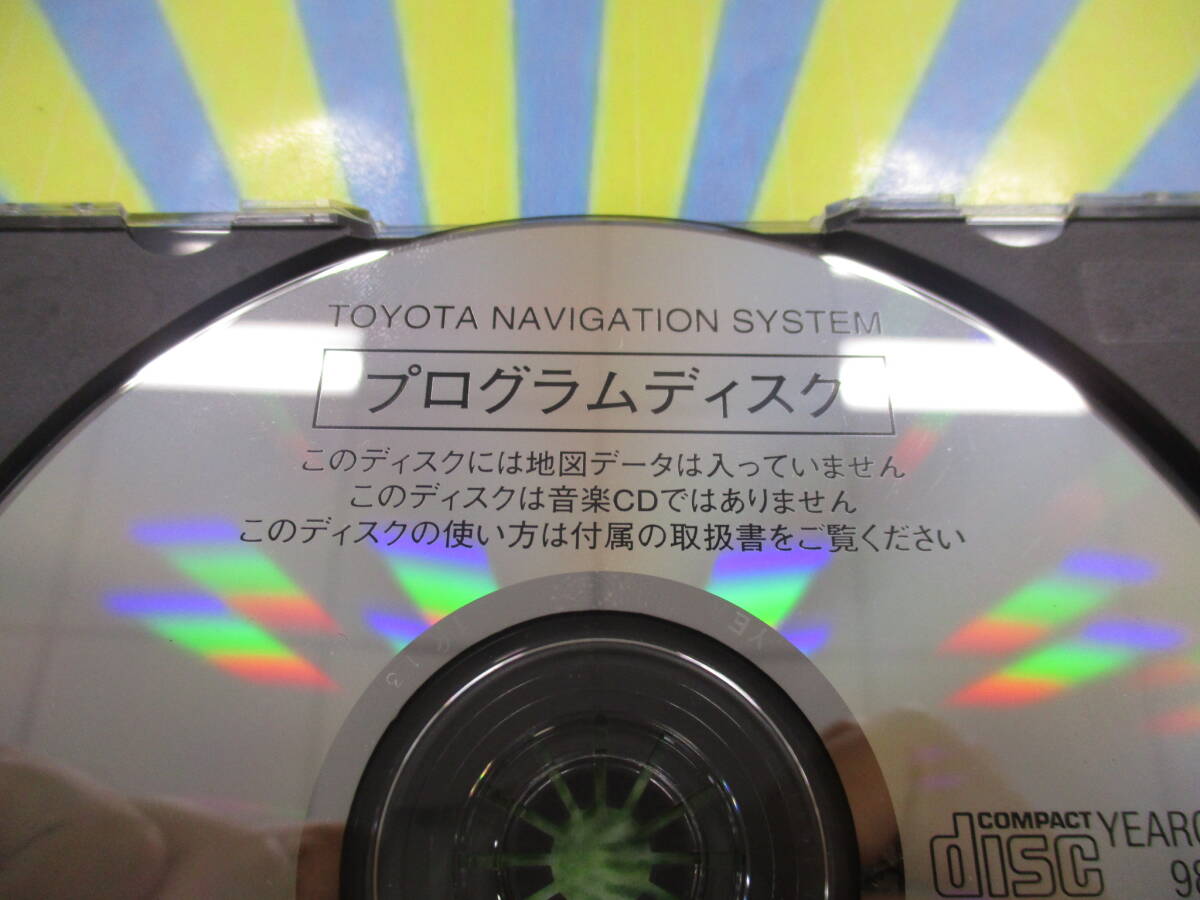 TOYOTA NAVIGATION SYSTEM
プログラムディスク
このディスクには地図データは入っていません
このディスクは音楽CDではありません
このディスクの使い方は付属の取扱書をご覧ください
YE
COMPACT
disc